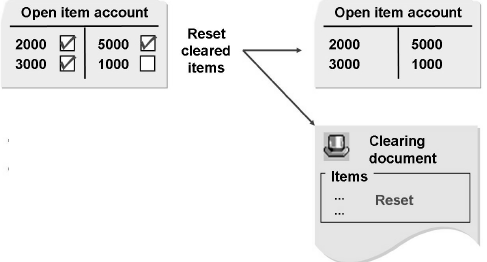 Open item account
2000 5000
3000 1000
Reset
cleared
items
Open item account
2000 5000
3000 1000
Clearing
document
Items
... Reset
...